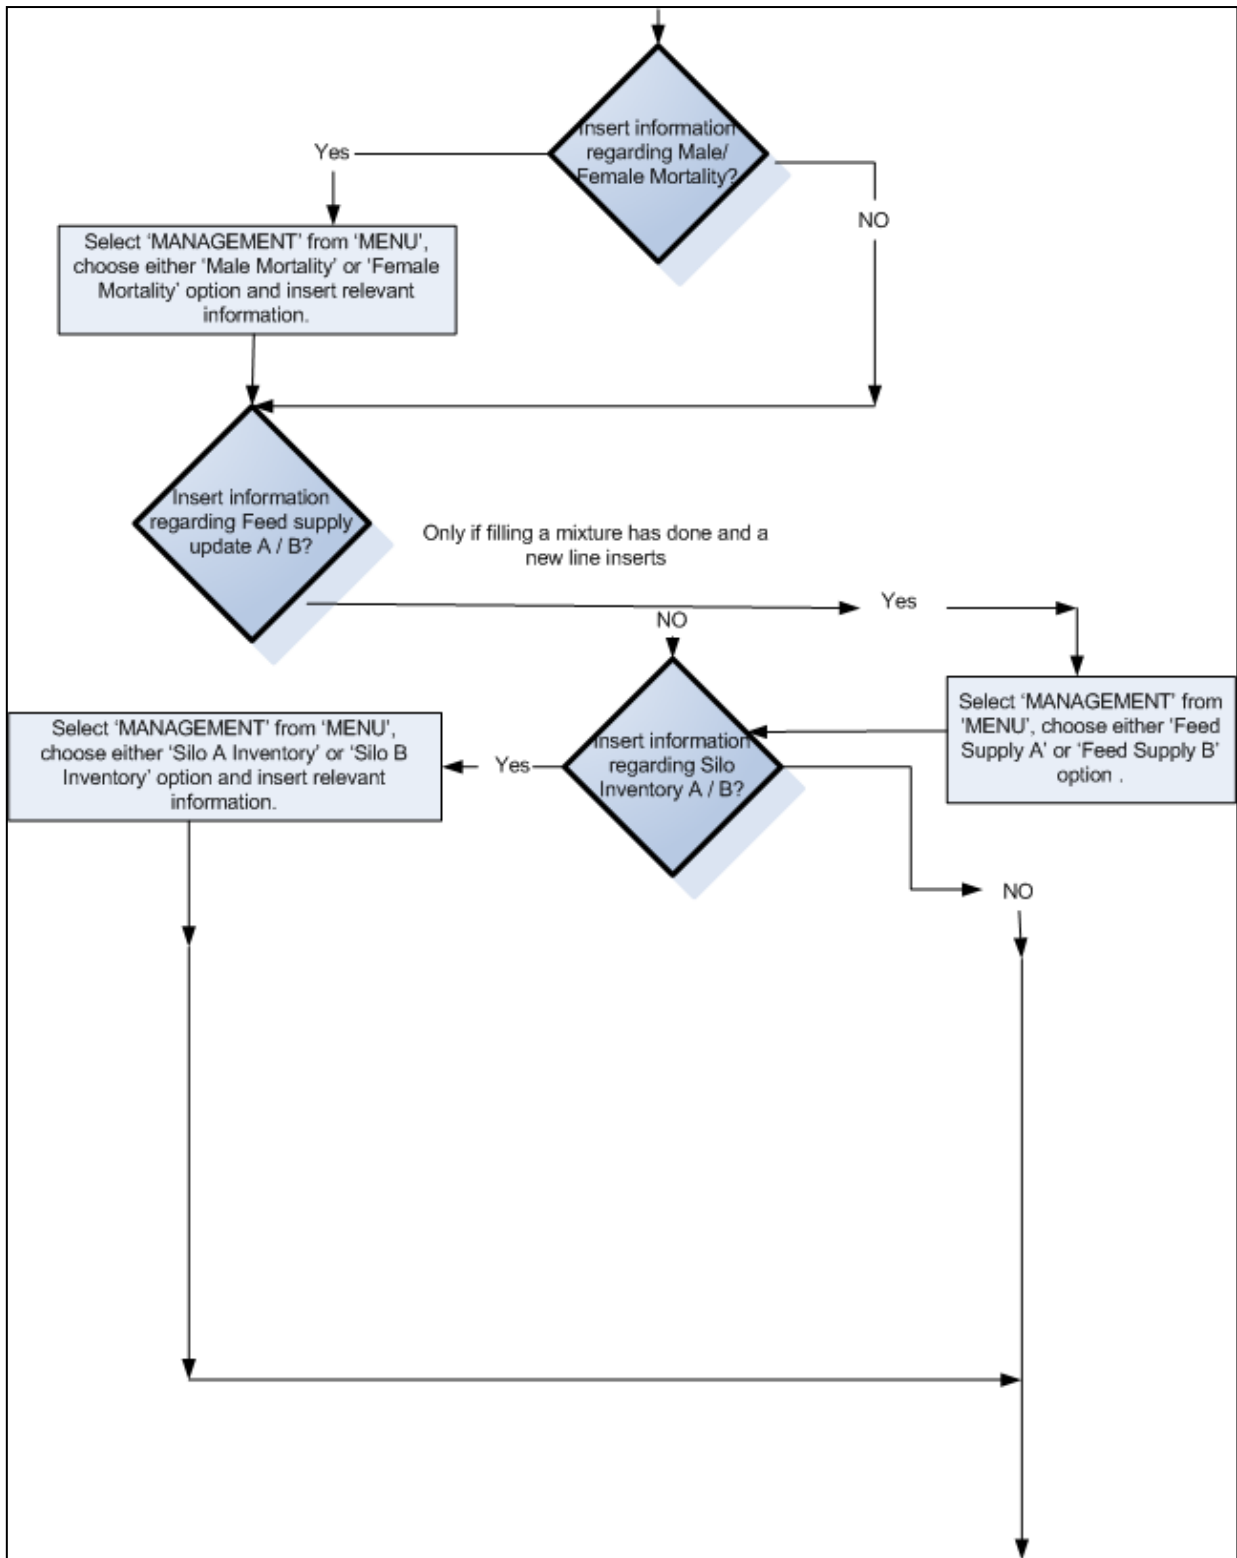 Insert information
regarding Male/
Female Mortality?
Yes
NO
Select ‘MANAGEMENT’ from ‘MENU’,
choose either ‘Male Mortality’ or ‘Female
Mortality’ option and insert relevant
information.
Insert information
regarding Feed supply
update A / B?
Only if filling a mixture has done and a
new line inserts
Yes
NO
Select ‘MANAGEMENT’ from
‘MENU’, choose either ‘Feed
Supply A’ or ‘Feed Supply B’
option .
Insert information
regarding Silo
Inventory A / B?
Yes
Select ‘MANAGEMENT’ from ‘MENU’,
choose either ‘Silo A Inventory’ or ‘Silo B
Inventory’ option and insert relevant
information.
NO